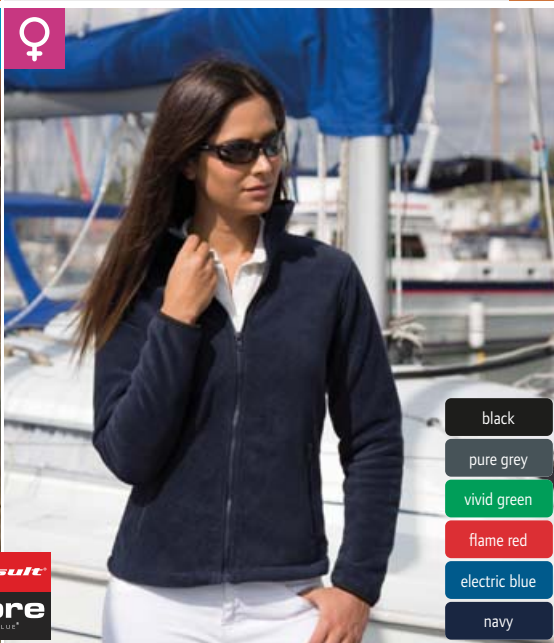 black
pure grey
vivid green
flame red
electric blue
navy